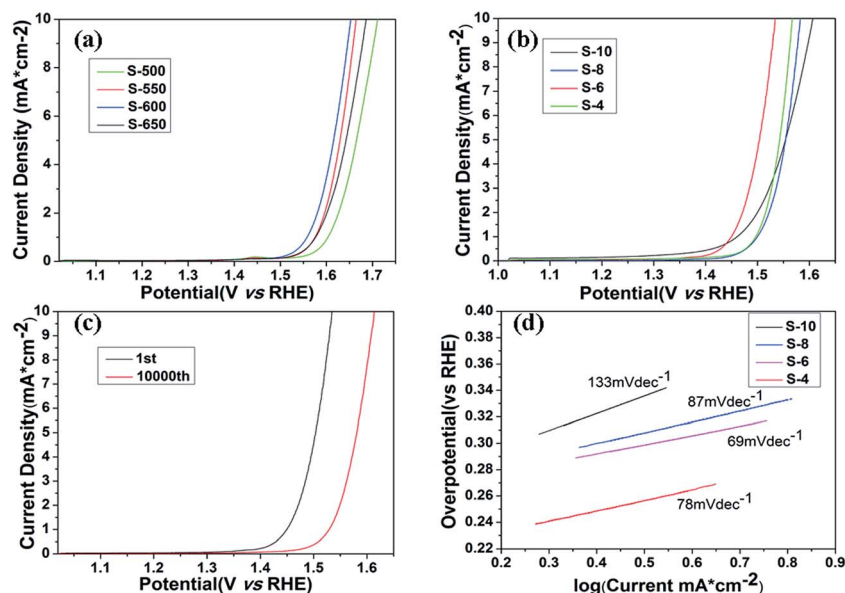 (a)
S-500
S-550
S-600
S-650
Current Density (mA*cm-2)
10
8
6
4
2
0
1.1 1.2 1.3 1.4 1.5 1.6 1.7
Potential(V vs RHE)
(b)
S-10
S-8
S-6
S-4
Current Density(mA*cm-2)
10
9
8
7
6
5
4
3
2
1
0
1.0 1.1 1.2 1.3 1.4 1.5 1.6
Potential(V vs RHE)
(c)
1st
10000th
Current Density(mA*cm-2)
10
9
8
7
6
5
4
3
2
1
0
1.1 1.2 1.3 1.4 1.5 1.6
Potential(V vs RHE)
(d)
S-10
S-8
S-6
S-4
133mVdec-1
87mVdec-1
69mVdec-1
78mVdec-1
Overpotential(vs RHE)
0.40
0.38
0.36
0.34
0.32
0.30
0.28
0.26
0.24
0.22
0.2 0.3 0.4 0.5 0.6 0.7 0.8 0.9
log(Current mA*cm-2)